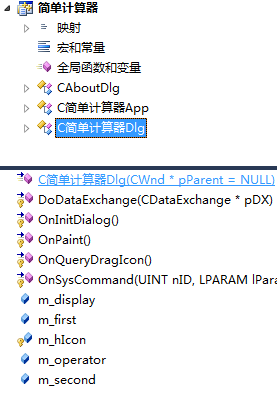 简单计算器
映射
宏和常量
全局函数和变量
CAboutDlg
C简单计算器App
C简单计算器Dlg
C简单计算器Dlg(CWnd * pParent = NULL)
DoDataExchange(CDataExchange * pDX)
OnInitDialog()
OnPaint()
OnQueryDragIcon()
OnSysCommand(UINT nID, LPARAM lPara
m_display
m_first
m_hIcon
m_operator
m_second